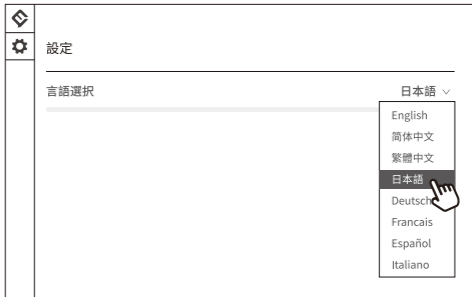 設定
言語選択
日本語
English
简体中文
繁體中文
日本語
Deutsch
Francais
Español
Italiano